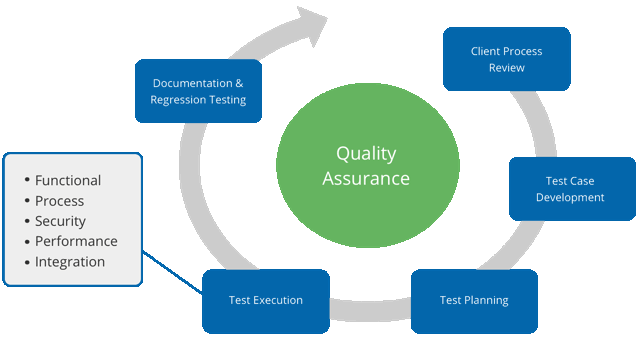 Client Process
Review
Documentation &
Regression Testing
Quality
Assurance
Test Case
Development
• Functional
• Process
• Security
• Performance
• Integration
Test Execution
Test Planning